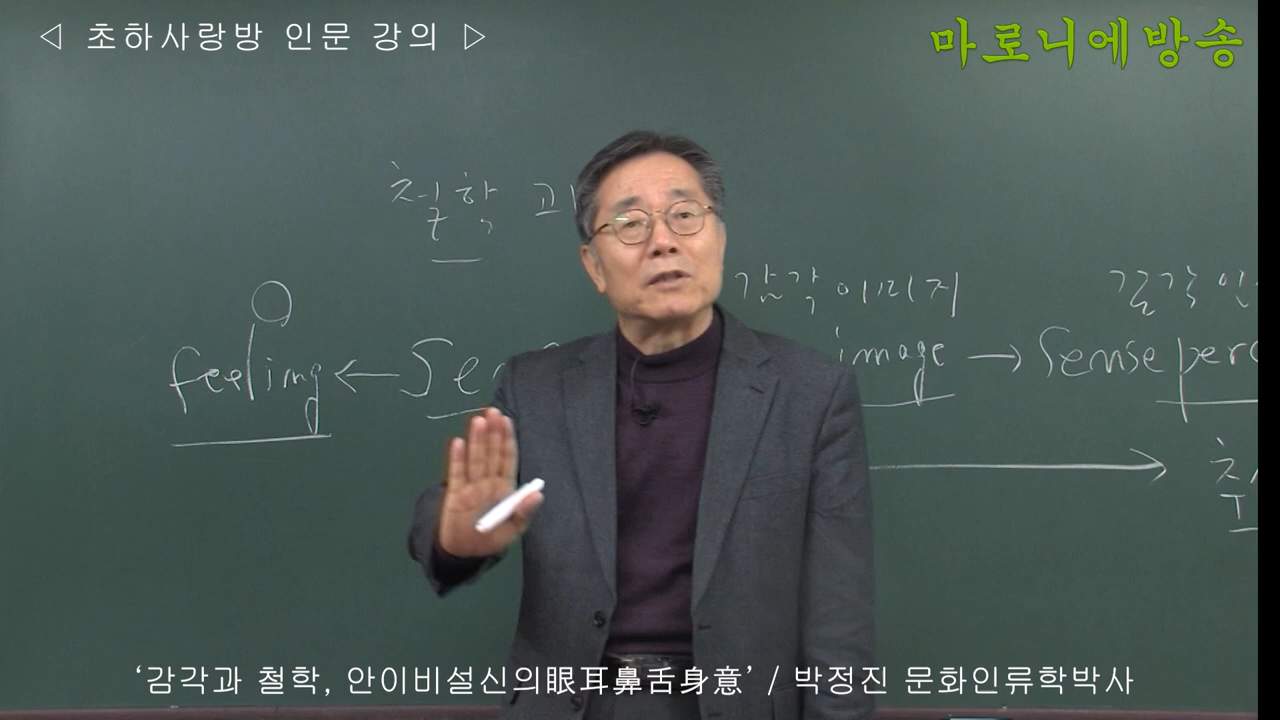 ◁ 초하사랑방 인문 강의 ▷
마로니에방송
철학
감각이미지
feeling ← Se
image → Sense perc
'감각과 철학, 안이비설신의眼耳鼻舌身意' / 박정진 문화인류학박사